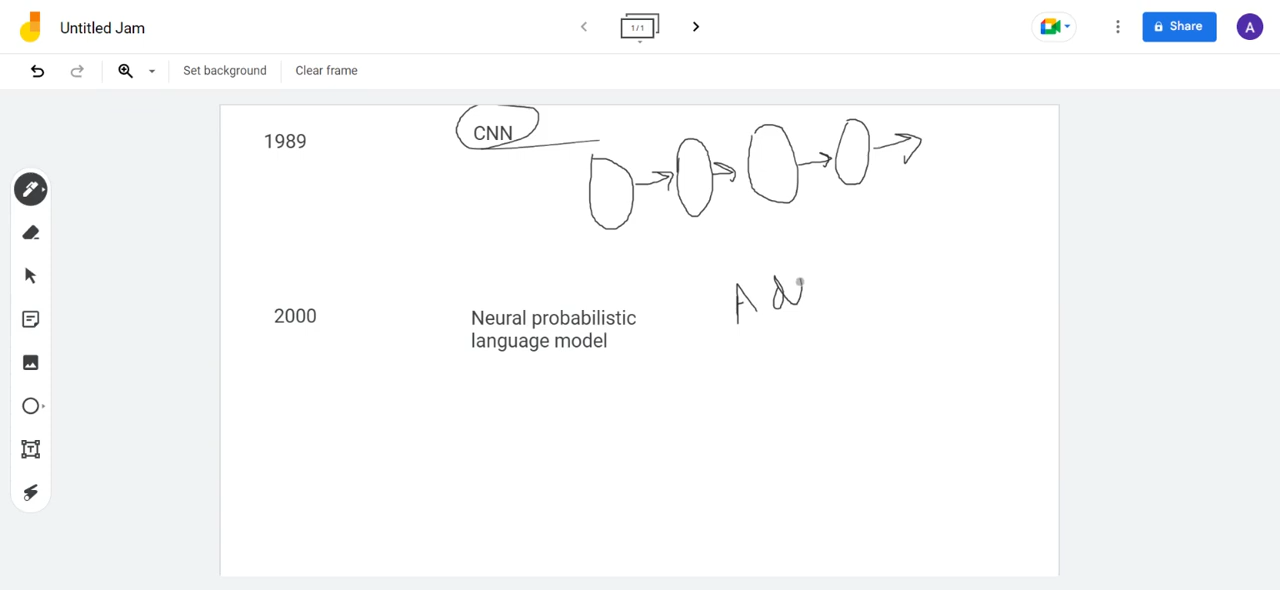 Untitled Jam
1/1
Share
A
Set background
Clear frame
1989
CNN
2000
Neural probabilistic
language model
A
T